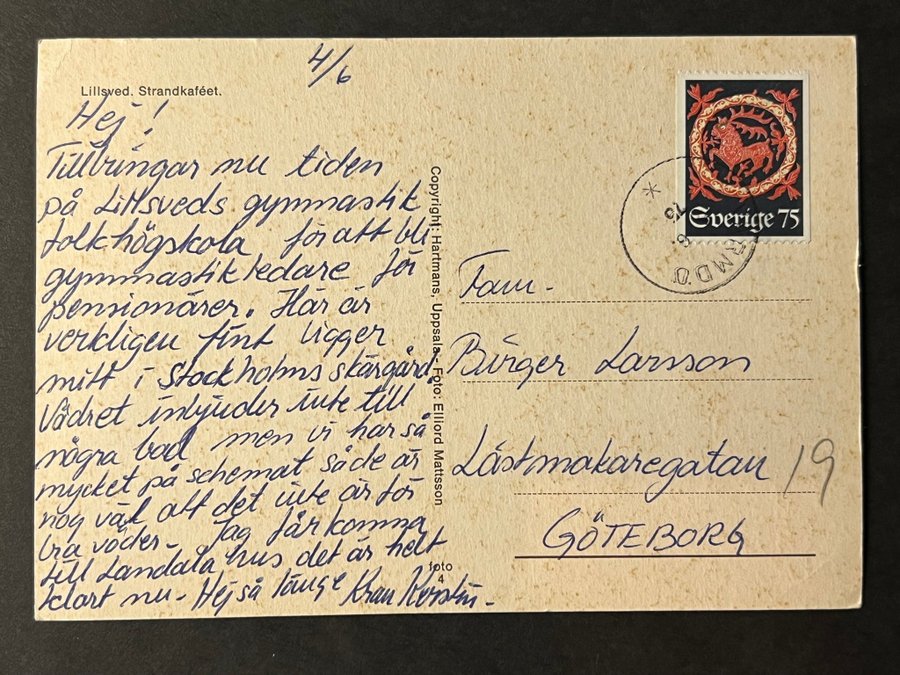 4/6
Lillsved. Strandkaféet.
Hej!
Tillbringar nu tiden
på Lillsveds gymnastik
folkhögskola för att bli
gymnastikledare för
pensionärer. Här är
verkligen fint ligger
mitt i Stockholms skärgård.
Vädret inbjuder inte till
några bad men vi har så
mycket på schemat så de är
nog väl att det inte är för
bra väder - Jag får komma
till Landala hus det är helt
klart nu - Hej så länge Kram Kerstin -
Copyright: Hartmans, Uppsala - Foto: Elliord Mattsson
foto
4
Sverige 75
RMDÖ
Fam.
Birger Larsson
Låstmakaregatan 19
GÖTEBORG